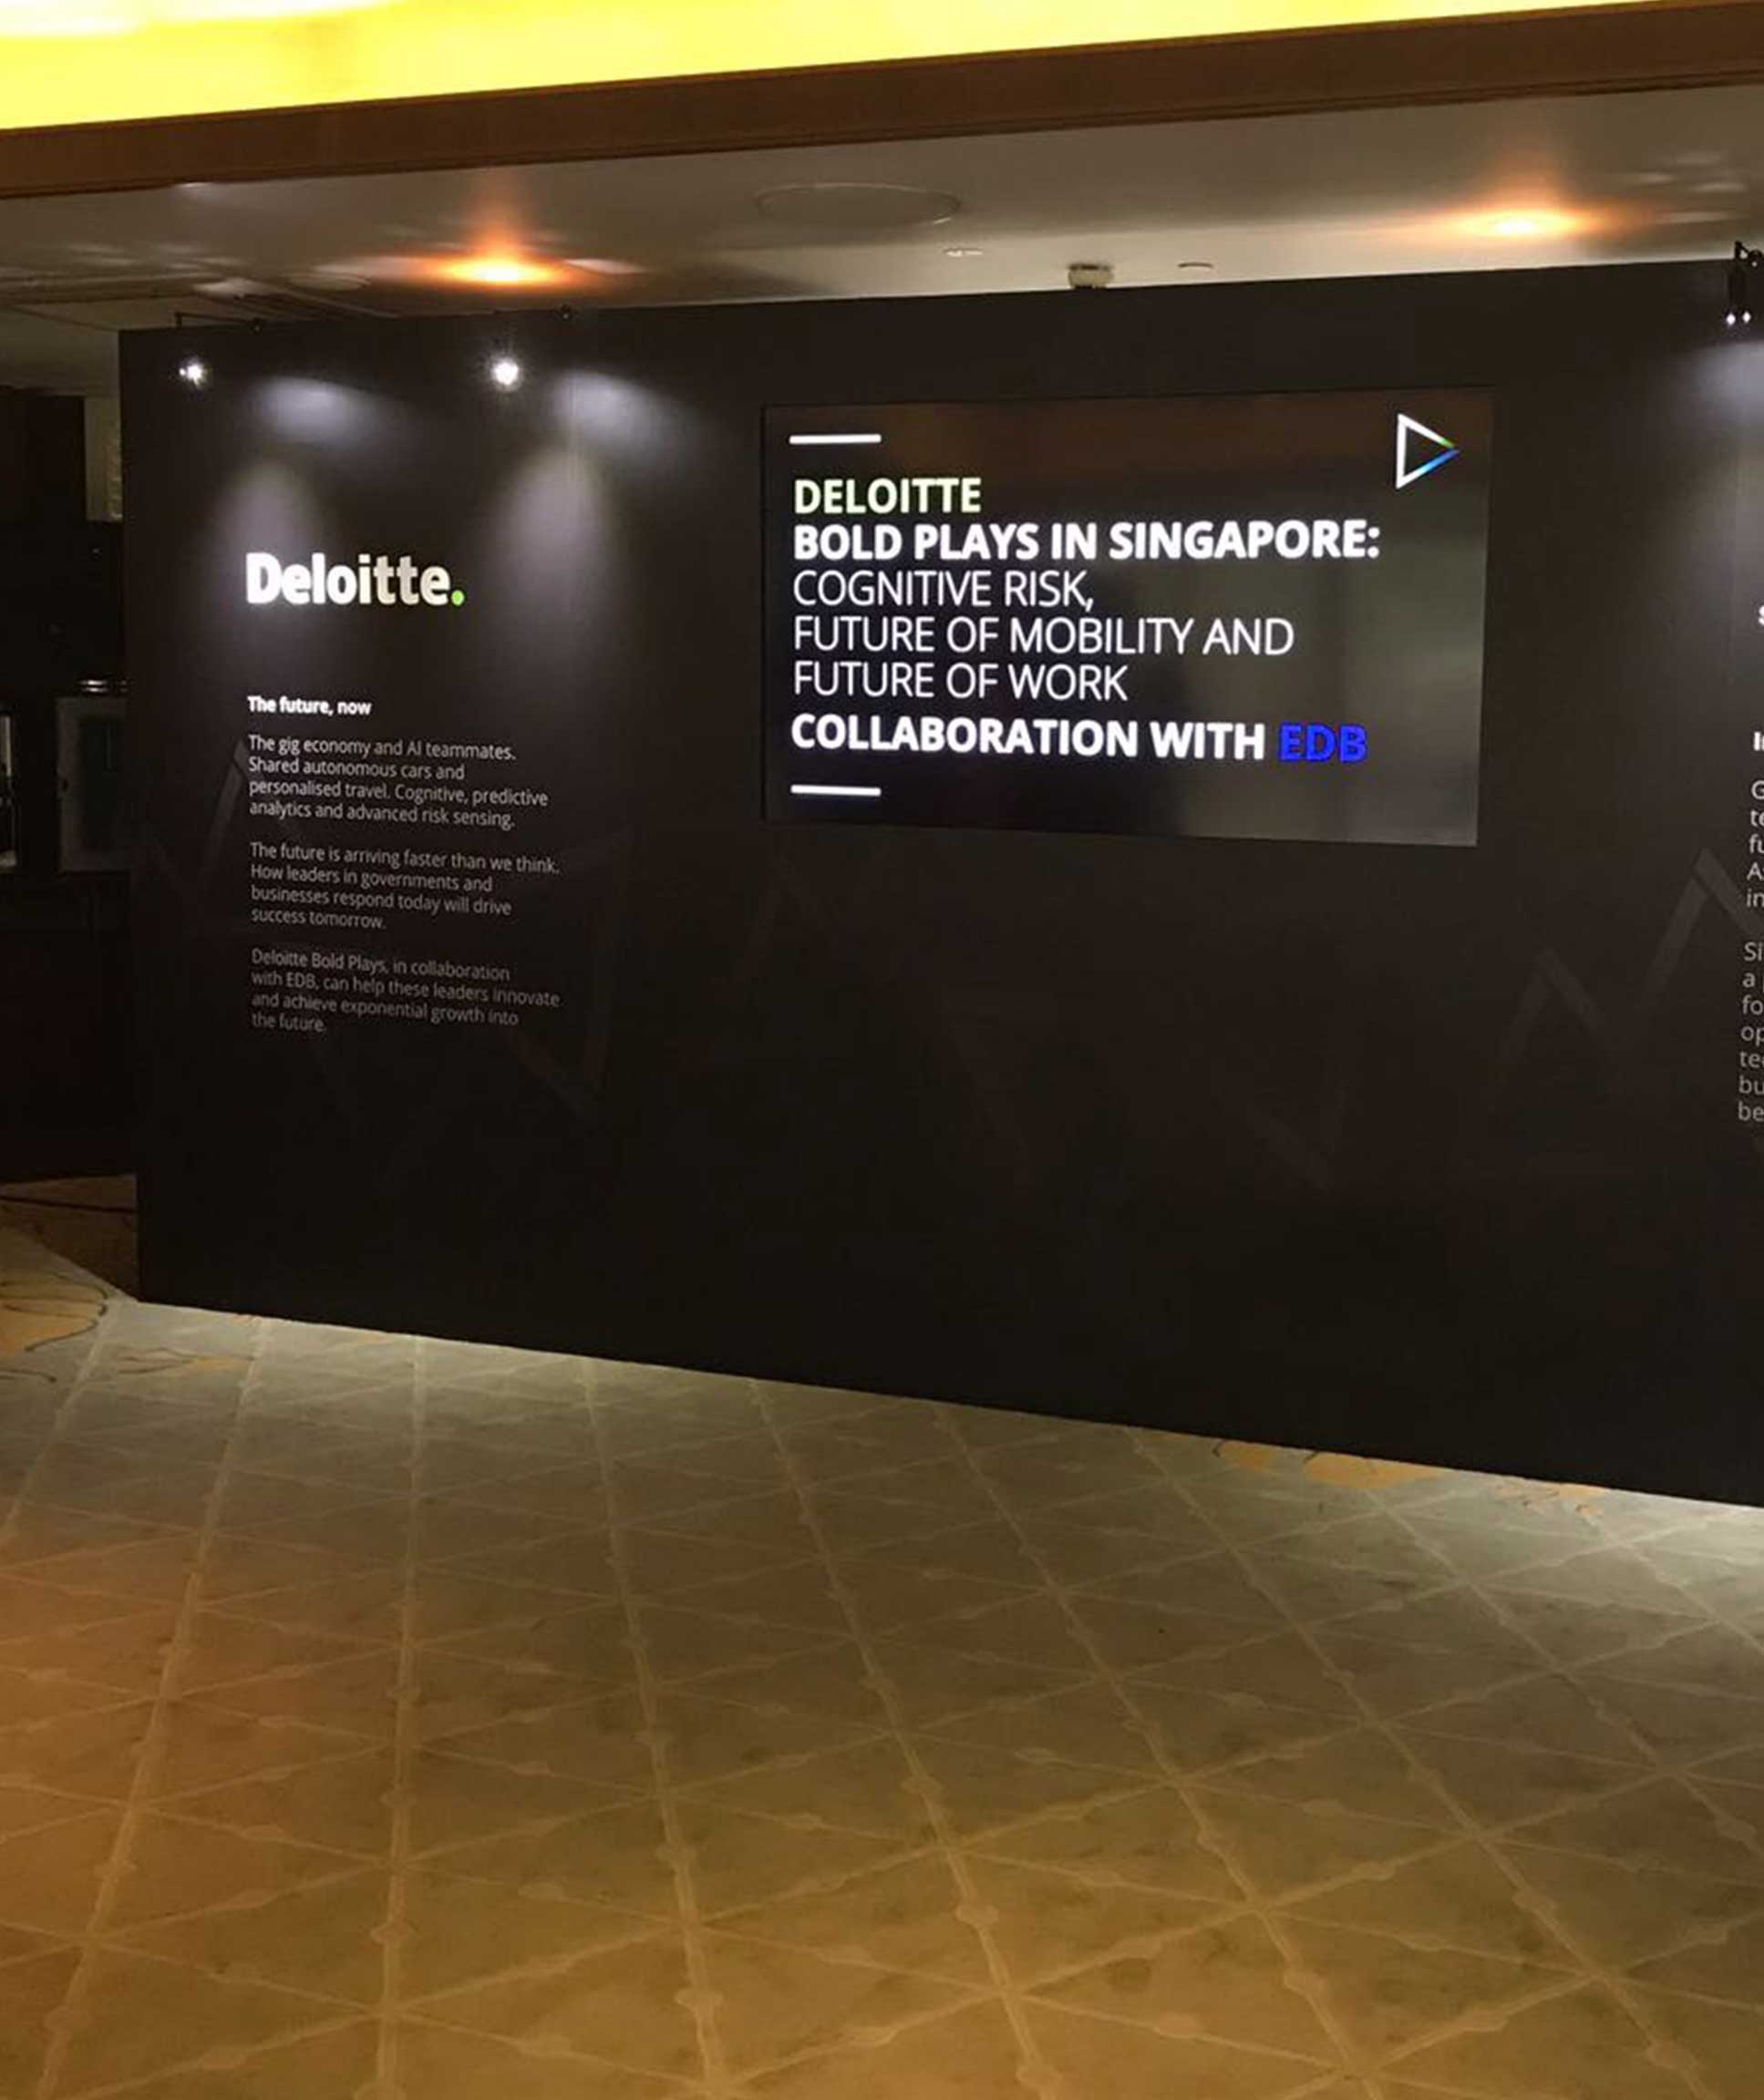 Deloitte.
The future, now
The gig economy and AI teammates.
Shared autonomous cars and
personalised travel. Cognitive, predictive
analytics and advanced risk sensing.
The future is arriving faster than we think.
How leaders in governments and
businesses respond today will drive
success tomorrow.
Deloitte Bold Plays, in collaboration
with EDB, can help these leaders innovate
and achieve exponential growth into
the future.
DELOITTE
BOLD PLAYS IN SINGAPORE:
COGNITIVE RISK,
FUTURE OF MOBILITY AND
FUTURE OF WORK
COLLABORATION WITH EDB